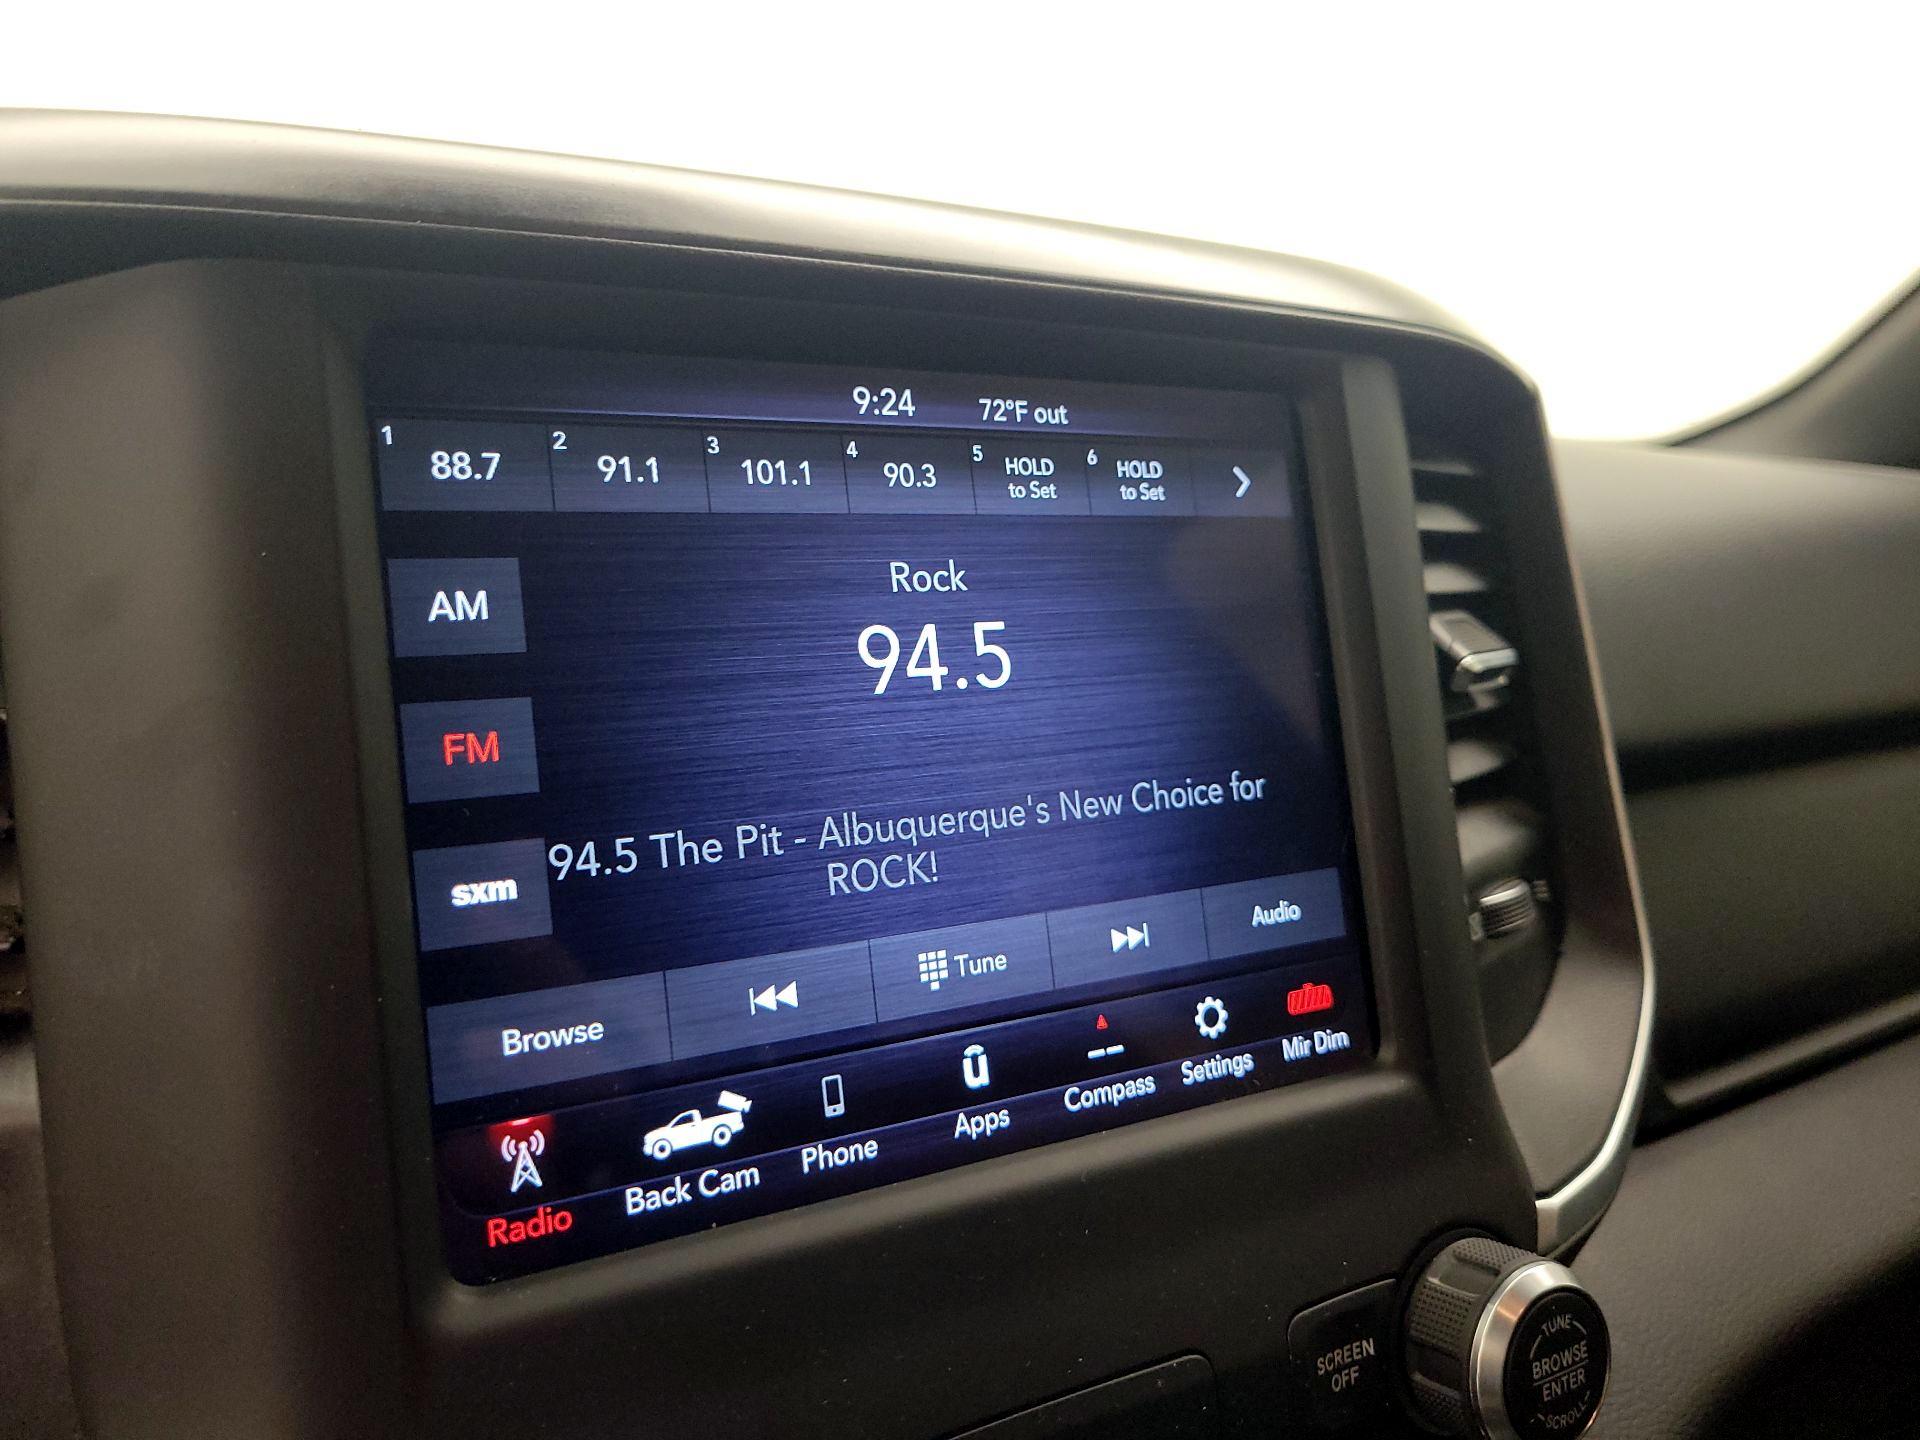 9:24 72°F out
1 88.7 2 91.1 3 101.1 4 90.3 5 HOLD to Set 6 HOLD to Set
Rock
AM
94.5
FM
94.5 The Pit - Albuquerque's New Choice for
ROCK!
sxm
Browse Tune Audio
Radio Back Cam Phone Apps Compass Settings Mir Dim
SCREEN
OFF
TUNE
BROWSE
ENTER
SCROLL